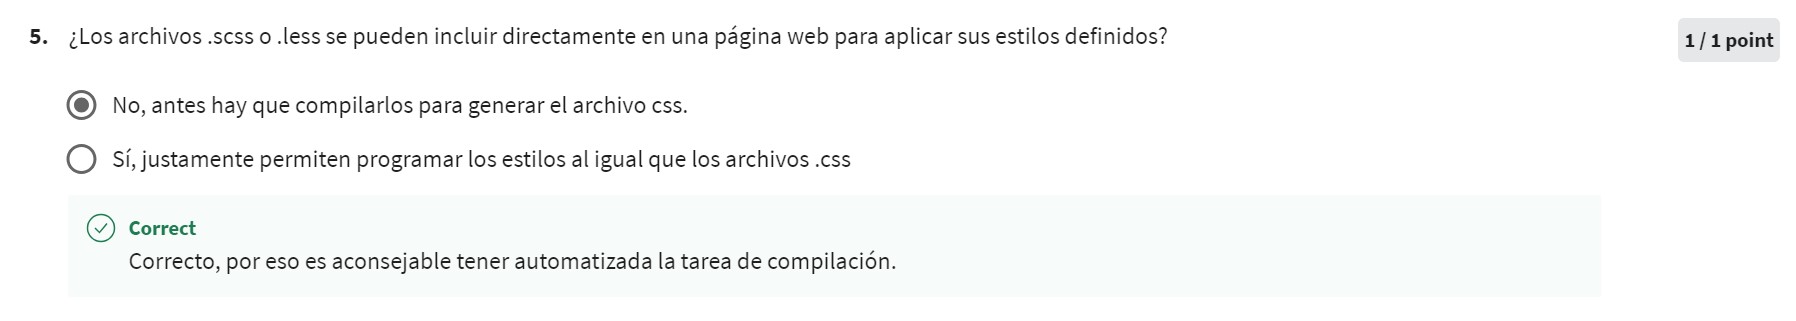 5. ¿Los archivos .scss o .less se pueden incluir directamente en una página web para aplicar sus estilos definidos?
1 / 1 point
No, antes hay que compilarlos para generar el archivo css.
Sí, justamente permiten programar los estilos al igual que los archivos .css
Correct
Correcto, por eso es aconsejable tener automatizada la tarea de compilación.